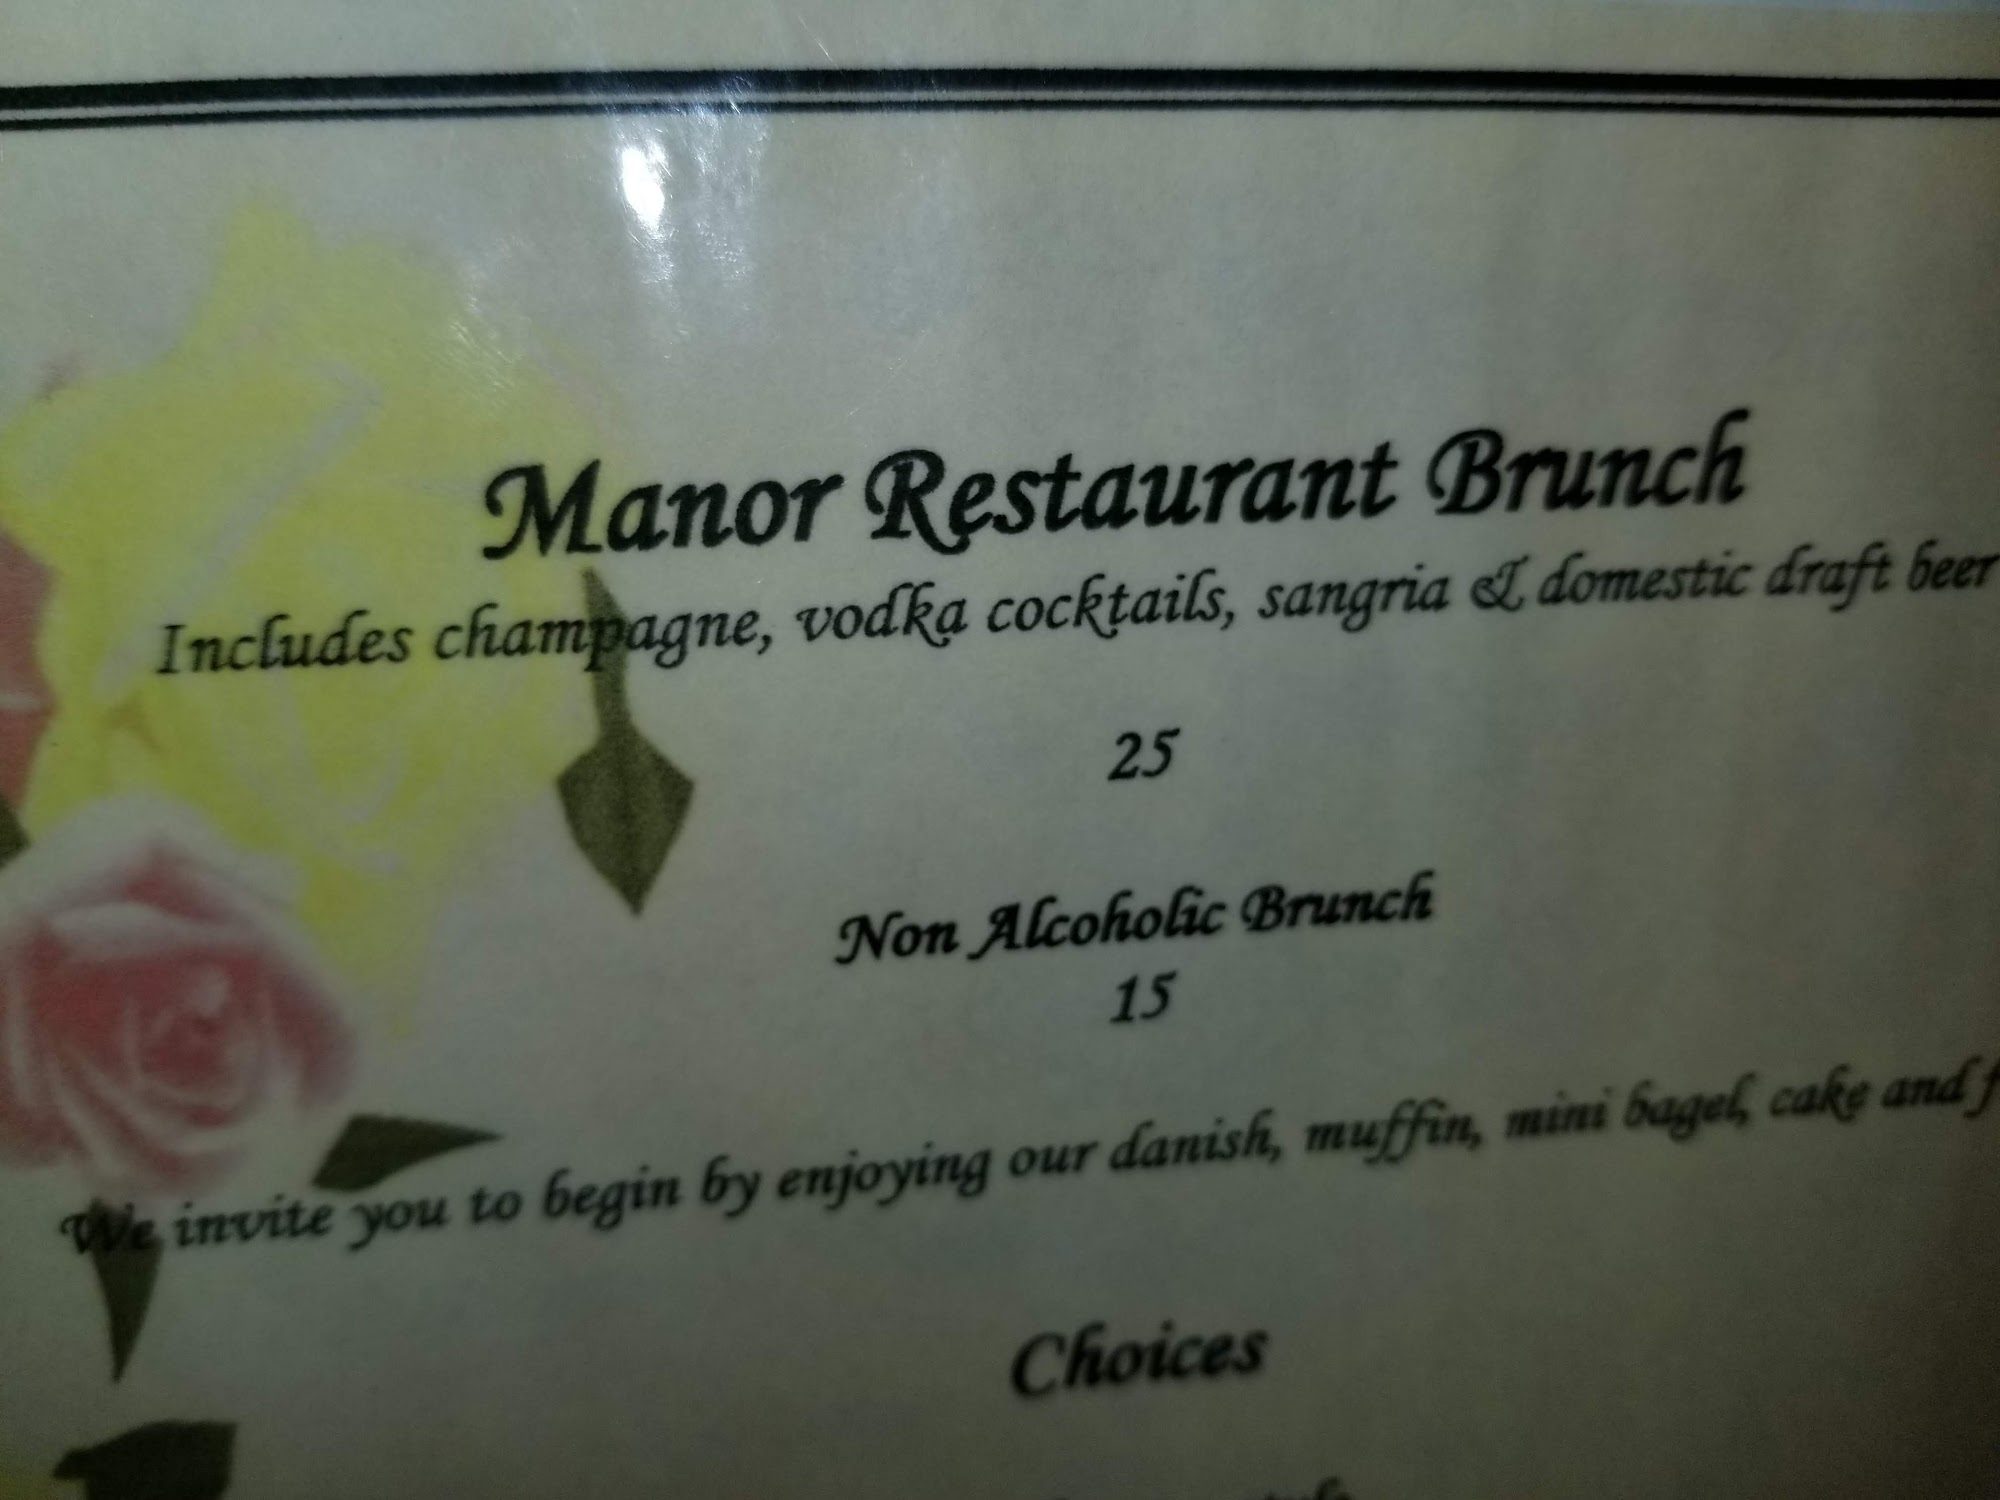 Manor Restaurant Brunch
Includes champagne, vodka cocktails, sangria & domestic draft beer
25
Non Alcoholic Brunch
15
We invite you to begin by enjoying our danish, muffin, mini bagel, cake and
Choices